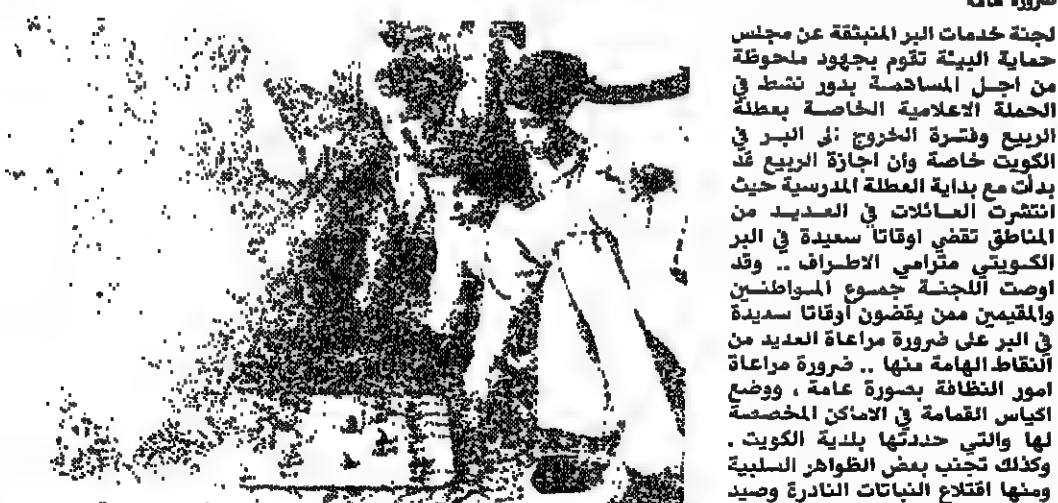 ضرورة عامة
لجنة خدمات البر المنبثقة عن مجلس
حماية البيئة تقوم بجهود ملحوظة
من اجل المساهمة بدور نشط في
الحملة الاعلامية الخاصة بعطلة
الربيع وفترة الخروج الى البر في
الكويت خاصة وان اجازة الربيع قد
بدأت مع بداية العطلة المدرسية حيث
انتشرت العائلات في العديد من
المناطق تقضي اوقاتا سعيدة في البر
الكويتي مترامي الاطراف .. وقد
اوصت اللجنة جموع المواطنين
والمقيمين ممن يقضون أوقاتا سعيدة
في البر على ضرورة مراعاة العديد من
النقاط الهامة منها .. ضرورة مراعاة
امور النظافة بصورة عامة ، ووضع
اكياس القمامة في الاماكن المخصصة
لها والتي حددتها بلدية الكويت .
وكذلك تجنب بعض الظواهر السلبية
ومنها اقتلاع النباتات النادرة وصيد